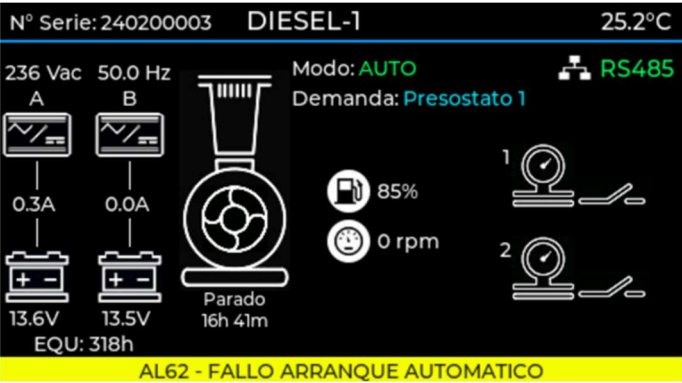 Nº Serie: 240200003 DIESEL-1 25.2ºC
236 Vac 50.0 Hz Modo: AUTO RS485
A B Demanda: Presostato 1
1
85%
0.3A 0.0A
0 rpm
2
+ - + -
Parado
13.6V 13.5V 16h 41m
EQU: 318h
AL62 - FALLO ARRANQUE AUTOMATICO